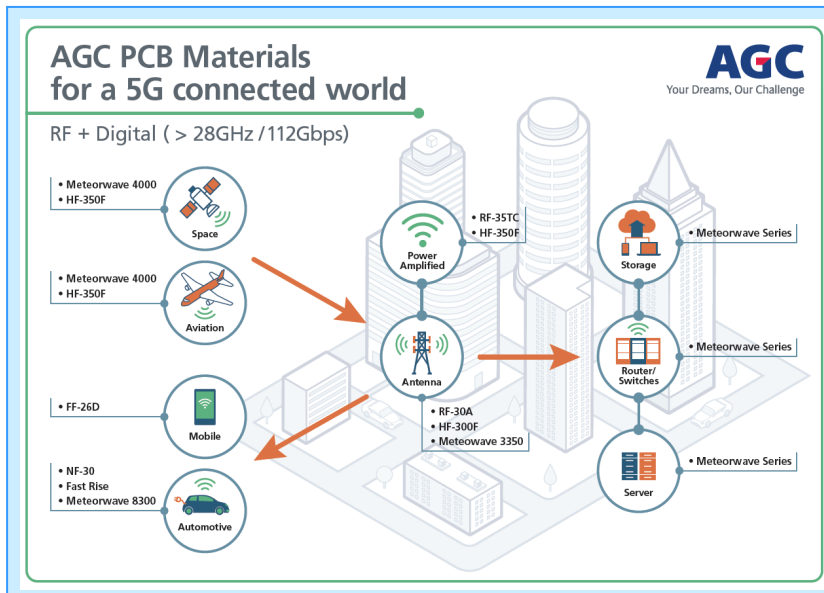 AGC PCB Materials
for a 5G connected world
AGC
Your Dreams, Our Challenge
RF + Digital ( > 28GHz /112Gbps)
• Meteorwave 4000
• HF-350F
Space
• Meteorwave 4000
• HF-350F
Aviation
• FF-26D
Mobile
• NF-30
• Fast Rise
• Meteorwave 8300
Automotive
• RF-35TC
• HF-350F
Power
Amplified
Antenna
• RF-30A
• HF-300F
• Meteowave 3350
• Meteorwave Series
Storage
• Meteorwave Series
Router/
Switches
• Meteorwave Series
Server